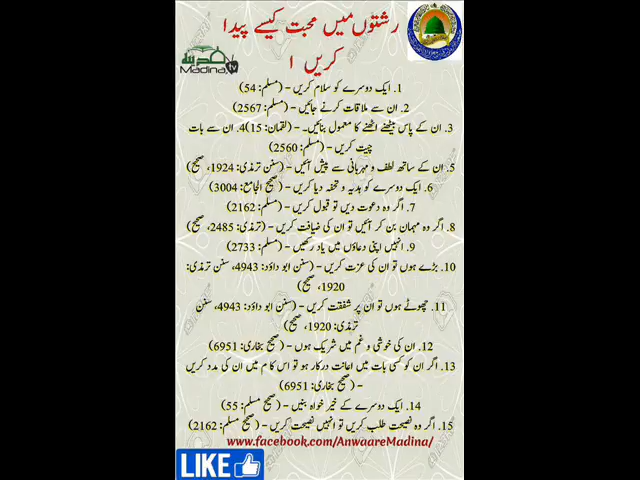 رشتوں میں محبت کیسے پیدا
کریں ا
Madina.tv
1. ایک دوسرے کو سلام کریں - (مسلم: 54)
2. ان سے ملاقات کرنے جائیں - (مسلم: 2567)
3. ان کے پاس بیٹھنے اٹھنے کا معمول بنائیں۔ - (لقمان: 15)4. ان سے بات
چیت کریں - (مسلم: 2560)
5. ان کے ساتھ لطف و مہربانی سے پیش آئیں - (سنن ترمذی: 1924، صحیح)
6. ایک دوسرے کو ہدیہ و تحفہ دیا کریں - (صحیح الجامع: 3004)
7. اگر وہ دعوت دیں تو قبول کریں - (مسلم: 2162)
8. اگر وہ مہمان بن کر آئیں تو ان کی ضیافت کریں - (ترمذی: 2485، صحیح)
9. انہیں اپنی دعاؤں میں یاد رکھیں - (مسلم: 2733)
10. بڑے ہوں تو ان کی عزت کریں - (سنن ابو داؤد: 4943، سنن ترمذی:
1920، صحیح)
11. چھوٹے ہوں تو ان پر شفقت کریں - (سنن ابو داؤد: 4943، سنن
ترمذی: 1920، صحیح)
12. ان کی خوشی و غم میں شریک ہوں - (صحیح بخاری: 6951)
13. اگر ان کو کسی بات میں اعانت درکار ہو تو اس کام میں ان کی مدد کریں
- (صحیح بخاری: 6951)
14. ایک دوسرے کے خیر خواہ بنیں - (صحیح مسلم: 55)
15. اگر وہ نصیحت طلب کریں تو انہیں نصیحت کریں - (صحیح مسلم: 2162)
www.facebook.com/AnwaareMadina/
LIKE